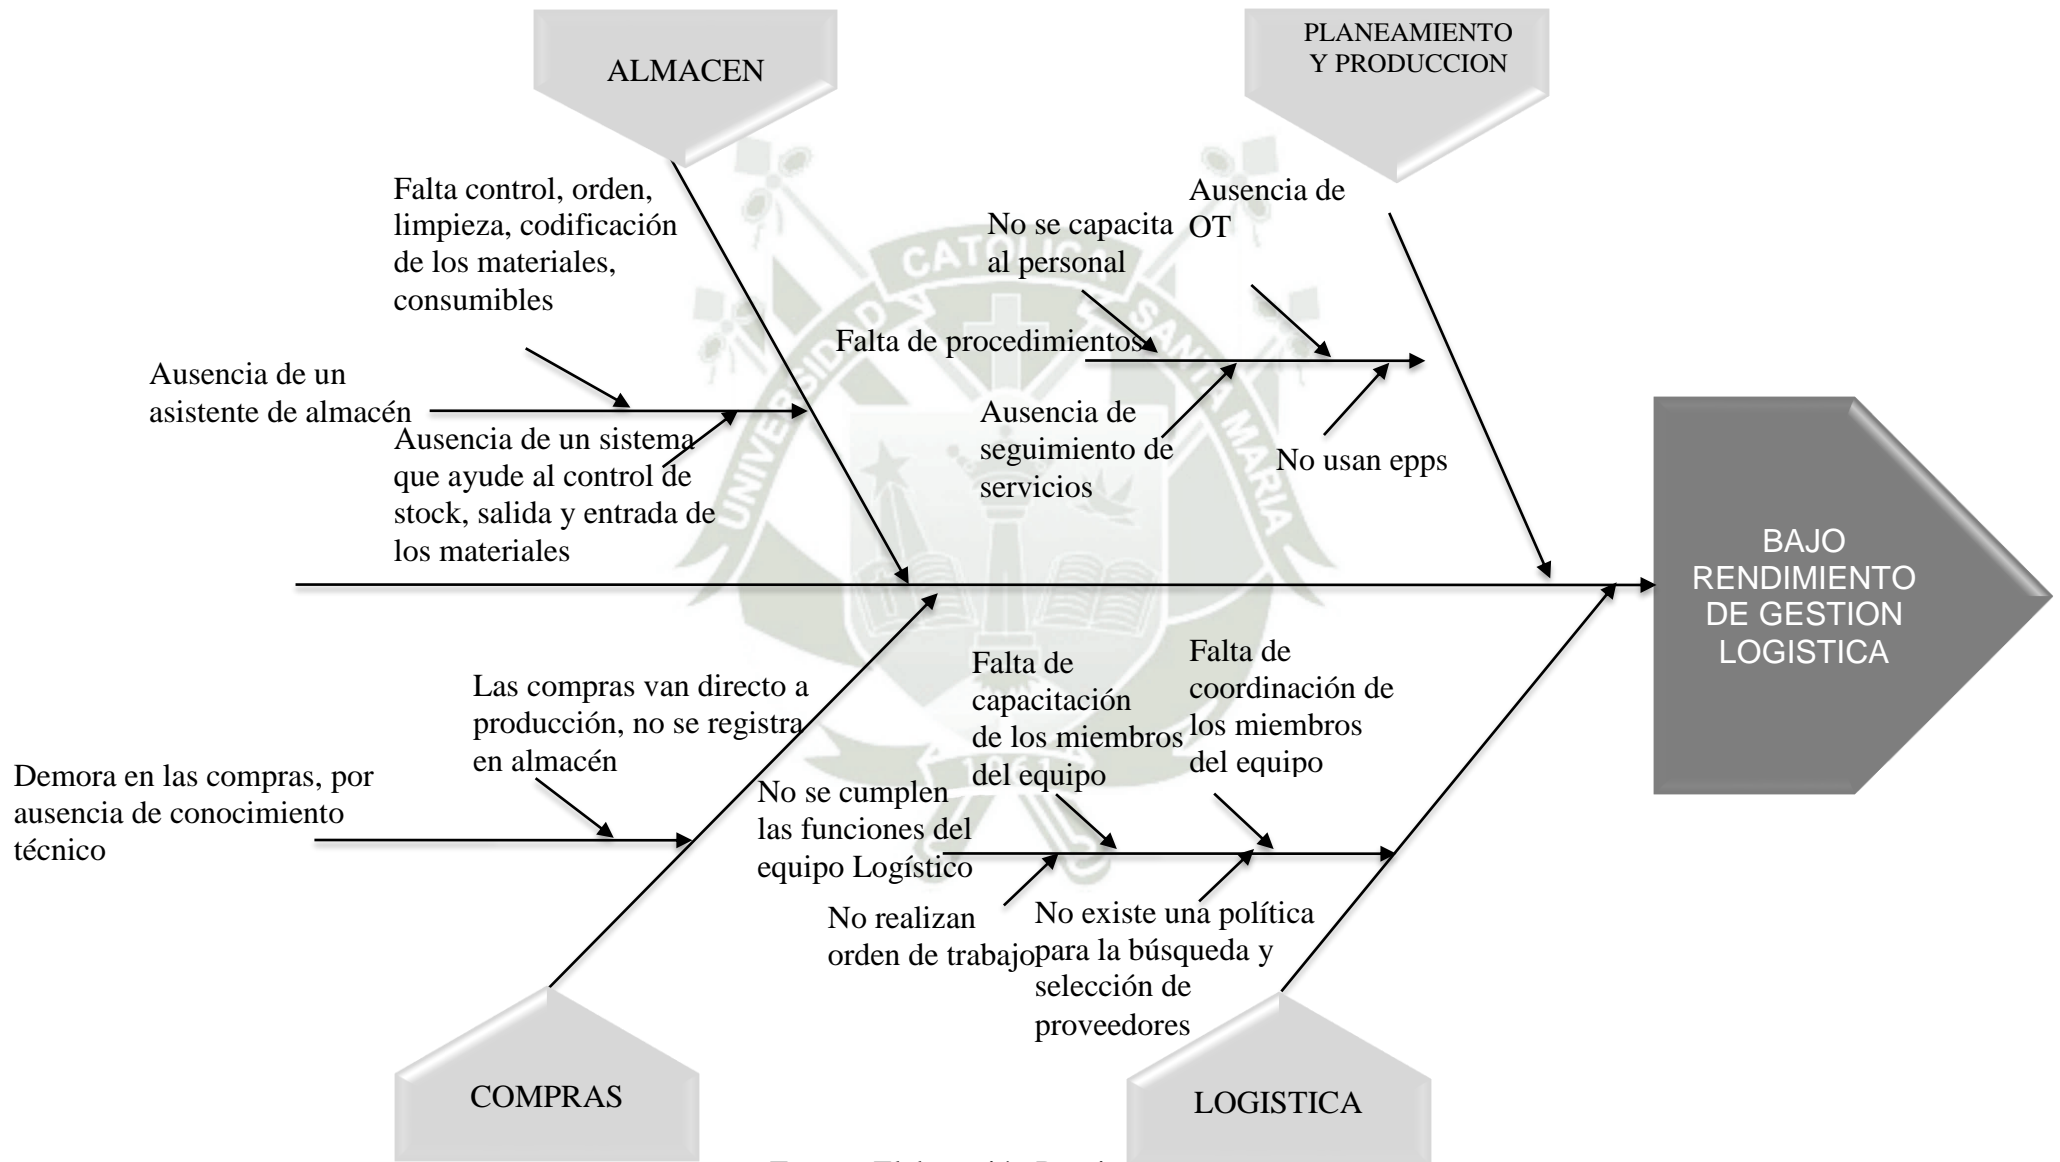 ALMACEN
PLANEAMIENTO
Y PRODUCCION
Falta control, orden,
limpieza, codificación
de los materiales,
consumibles
Ausencia de un
asistente de almacén
Ausencia de un sistema
que ayude al control de
stock, salida y entrada de
los materiales
No se capacita
al personal
Ausencia de
OT
Falta de procedimientos
Ausencia de
seguimiento de
servicios
No usan epps
UNIVERSIDAD CATOLICA SANTA MARIA
1961
BAJO
RENDIMIENTO
DE GESTION
LOGISTICA
Las compras van directo a
producción, no se registra
en almacén
Demora en las compras, por
ausencia de conocimiento
técnico
Falta de
capacitación
de los miembros
del equipo
Falta de
coordinación de
los miembros
del equipo
No se cumplen
las funciones del
equipo Logístico
No realizan
orden de trabajo
No existe una política
para la búsqueda y
selección de
proveedores
COMPRAS
LOGISTICA